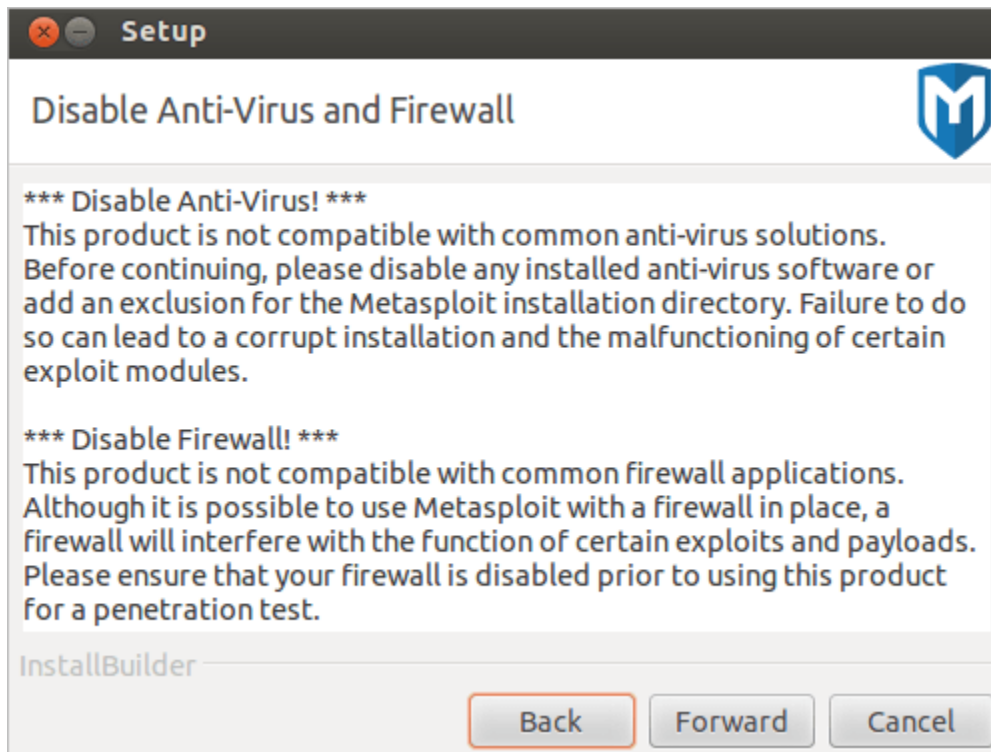 Setup
Disable Anti-Virus and Firewall
*** Disable Anti-Virus! ***
This product is not compatible with common anti-virus solutions.
Before continuing, please disable any installed anti-virus software or
add an exclusion for the Metasploit installation directory. Failure to do
so can lead to a corrupt installation and the malfunctioning of certain
exploit modules.
*** Disable Firewall! ***
This product is not compatible with common firewall applications.
Although it is possible to use Metasploit with a firewall in place, a
firewall will interfere with the function of certain exploits and payloads.
Please ensure that your firewall is disabled prior to using this product
for a penetration test.
InstallBuilder
Back Forward Cancel